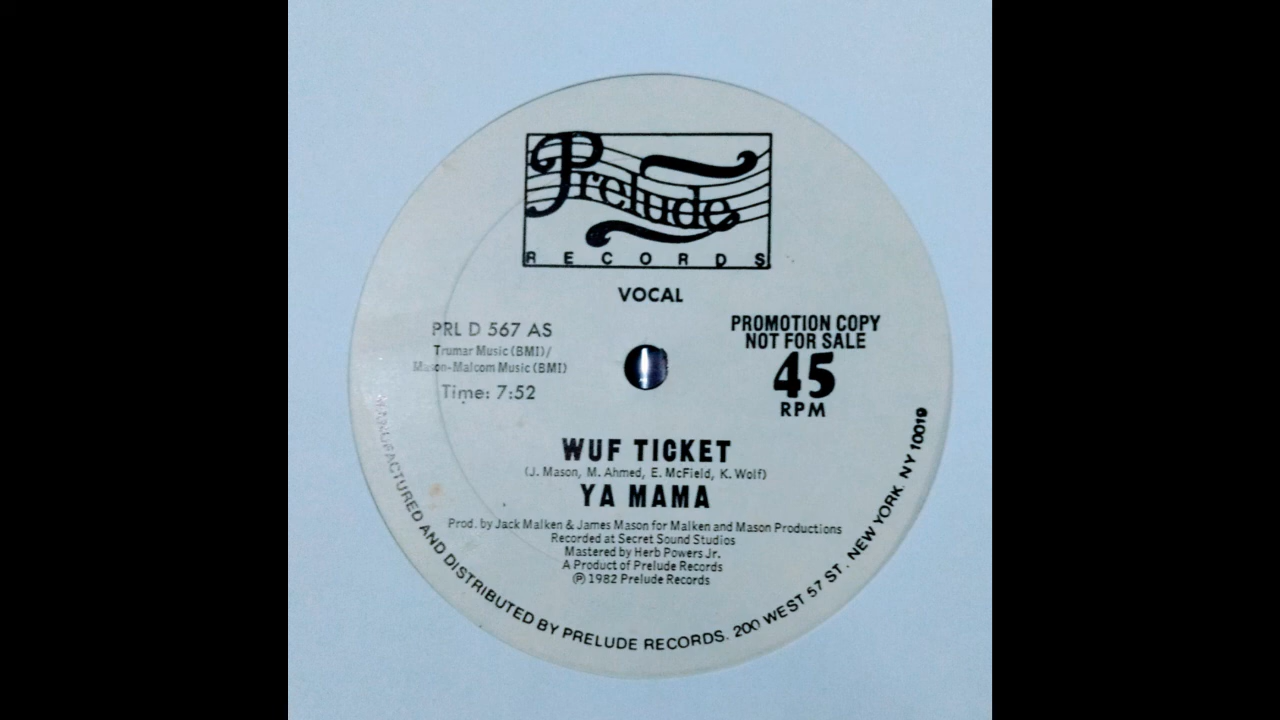 Prelude
RECORDS
VOCAL
PRL D 567 AS
Trumar Music (BMI)/
Mason-Malcom Music (BMI)
Time: 7:52
PROMOTION COPY
NOT FOR SALE
45
RPM
WUF TICKET
(J. Mason, M. Ahmed, E. McField, K. Wolf)
YA MAMA
Prod. by Jack Malken & James Mason for Malken and Mason Productions
Recorded at Secret Sound Studios
Mastered by Herb Powers Jr.
A Product of Prelude Records
℗ 1982 Prelude Records
MANUFACTURED AND DISTRIBUTED BY PRELUDE RECORDS. 200 WEST 57 ST. NEW YORK. NY 10019